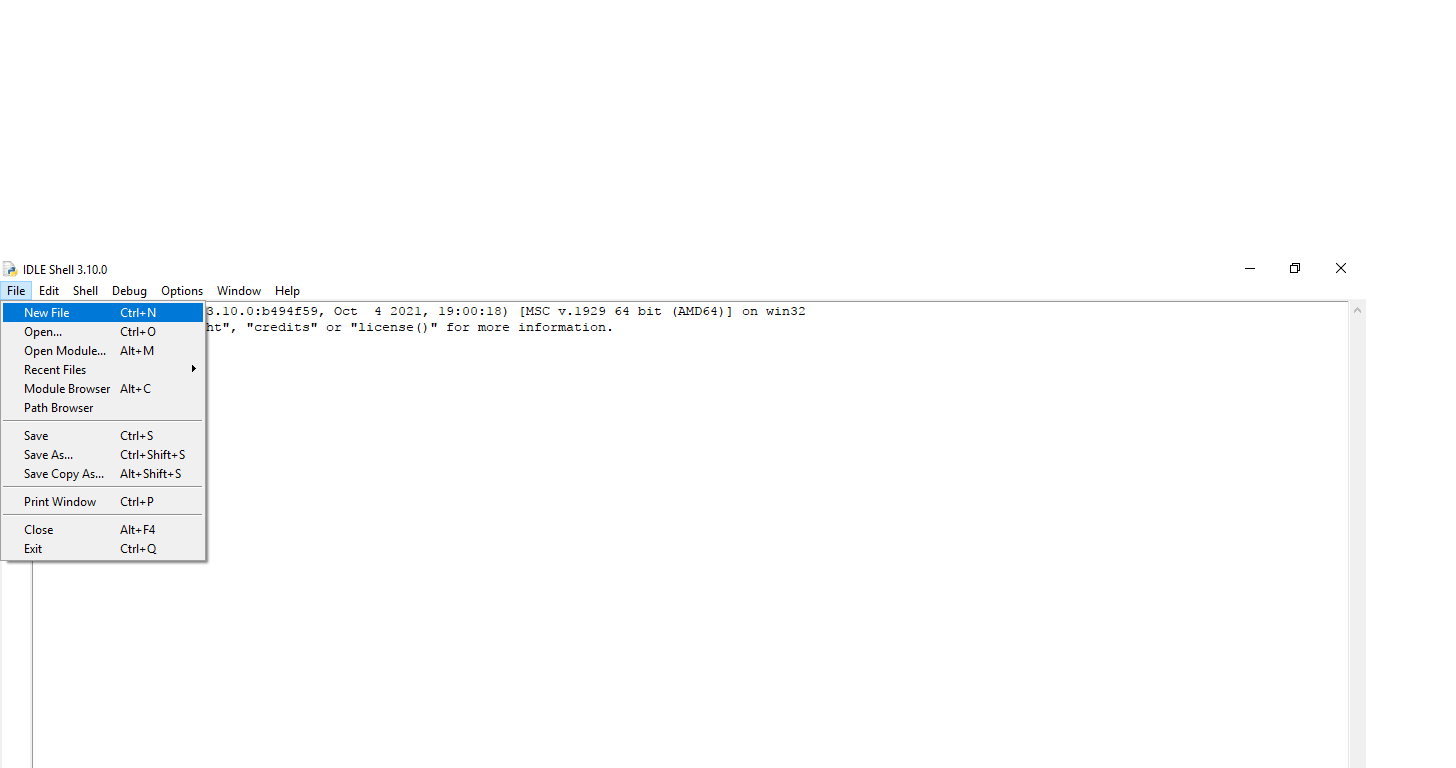 IDLE Shell 3.10.0
File Edit Shell Debug Options Window Help
3.10.0:b494f59, Oct  4 2021, 19:00:18) [MSC v.1929 64 bit (AMD64)] on win32
ht", "credits" or "license()" for more information.
New File Ctrl+N
Open... Ctrl+O
Open Module... Alt+M
Recent Files
Module Browser Alt+C
Path Browser
Save Ctrl+S
Save As... Ctrl+Shift+S
Save Copy As... Alt+Shift+S
Print Window Ctrl+P
Close Alt+F4
Exit Ctrl+Q